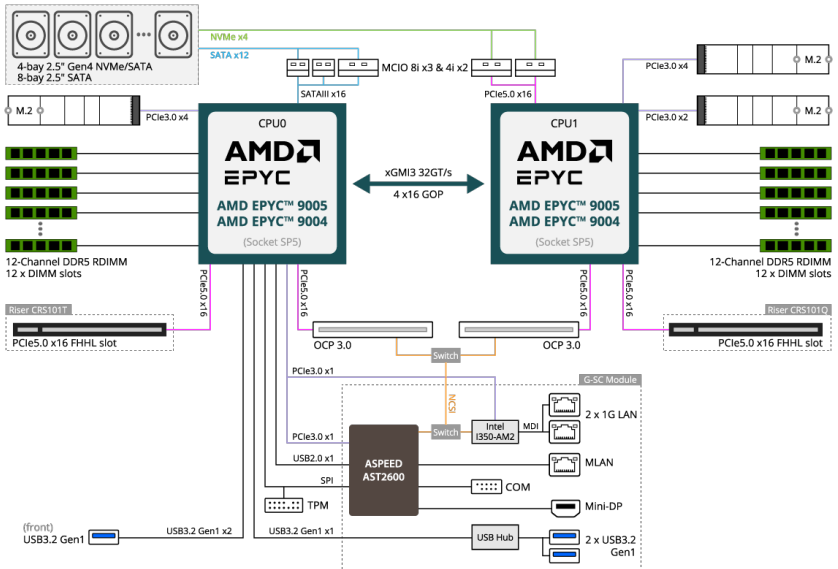 NVMe x4
SATA x12
4-bay 2.5" Gen4 NVMe/SATA
8-bay 2.5" SATA
MCIO 8i x3 & 4i x2
SATAIII x16
PCIe5.0 x16
PCIe3.0 x4
M.2
PCIe3.0 x2
M.2
M.2
PCIe3.0 x4
CPU0
AMD
EPYC
AMD EPYC™ 9005
AMD EPYC™ 9004
(Socket SP5)
xGMI3 32GT/s
4 x16 GOP
CPU1
AMD
EPYC
AMD EPYC™ 9005
AMD EPYC™ 9004
(Socket SP5)
12-Channel DDR5 RDIMM
12 x DIMM slots
12-Channel DDR5 RDIMM
12 x DIMM slots
PCIe5.0 x16
PCIe5.0 x16
PCIe5.0 x16
PCIe5.0 x16
Riser CRS101T
PCIe5.0 x16 FHHL slot
OCP 3.0
OCP 3.0
Riser CRS101Q
PCIe5.0 x16 FHHL slot
Switch
PCIe3.0 x1
G-SC Module
NCSI
Switch
Intel
I350-AM2
MDI
2 x 1G LAN
PCIe3.0 x1
USB2.0 x1
ASPEED
AST2600
MLAN
SPI
COM
TPM
Mini-DP
(front)
USB3.2 Gen1
USB3.2 Gen1 x2
USB3.2 Gen1 x1
USB Hub
2 x USB3.2
Gen1